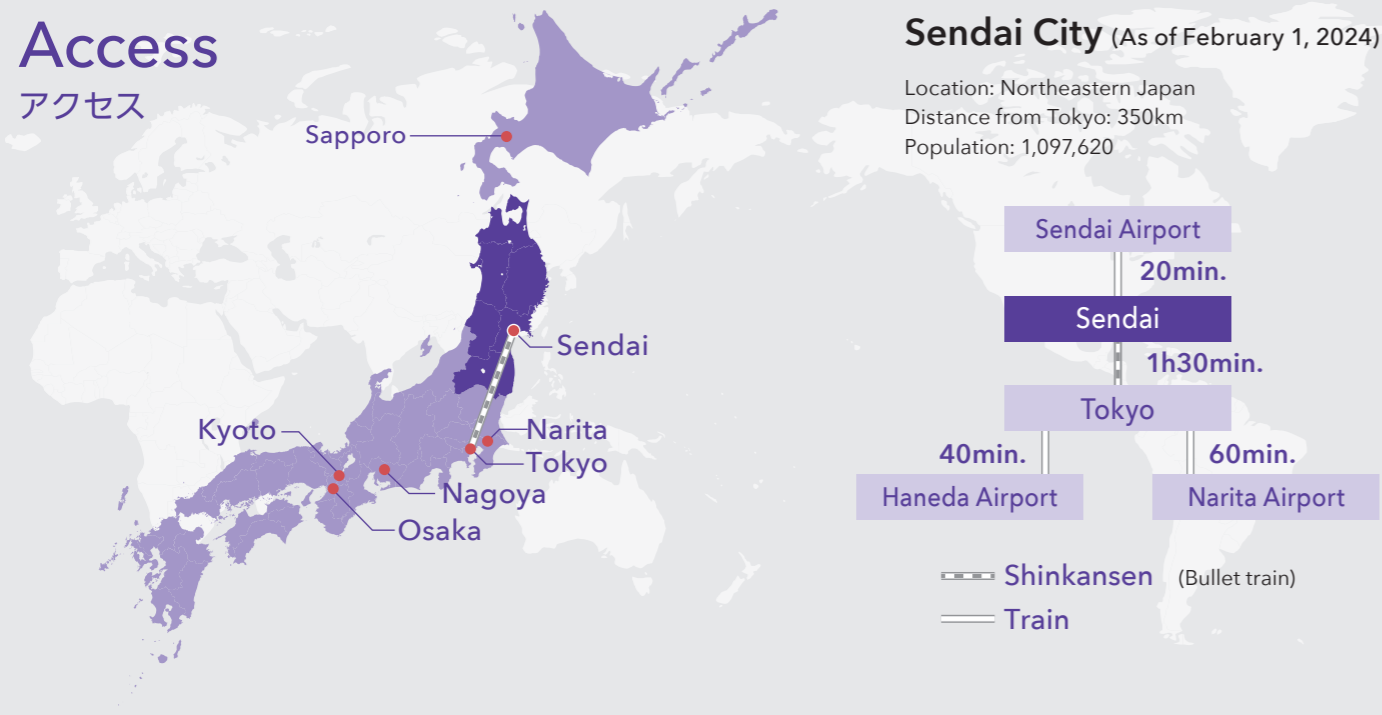 Access
アクセス
Sapporo
Sendai
Kyoto
Narita
Tokyo
Nagoya
Osaka
Sendai City (As of February 1, 2024)
Location: Northeastern Japan
Distance from Tokyo: 350km
Population: 1,097,620
Sendai Airport
20min.
Sendai
1h30min.
Tokyo
40min.
60min.
Haneda Airport
Narita Airport
Shinkansen (Bullet train)
Train